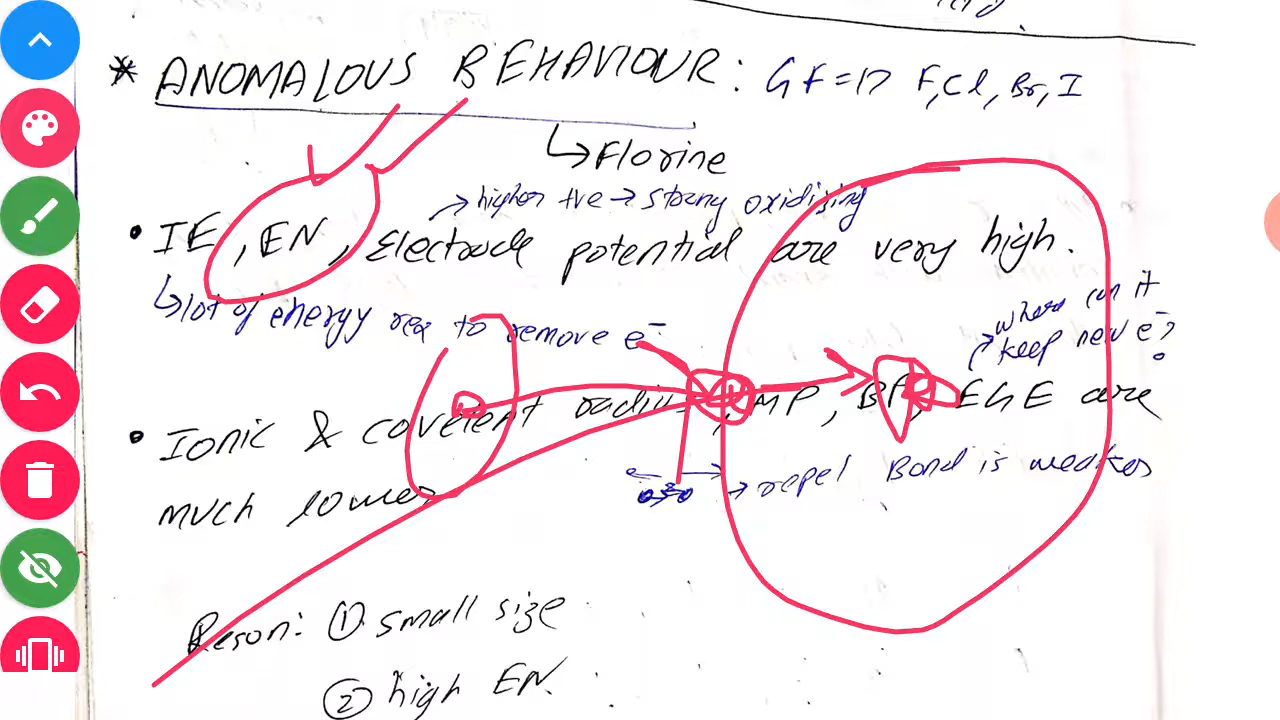 * ANOMALOUS BEHAVIOUR: GF=17 F,Cl, Br, I
↳Florine
→higher +ve → strong oxidising
• IE, EN, Electrode potential are very high.
↳lot of energy req to remove e⁻
→where can it
keep new e⁻?
• Ionic & covelent radius, MP, BP, EGE are
much lower
→ repel Bond is weaker
Reson: ① small size
② high EN.